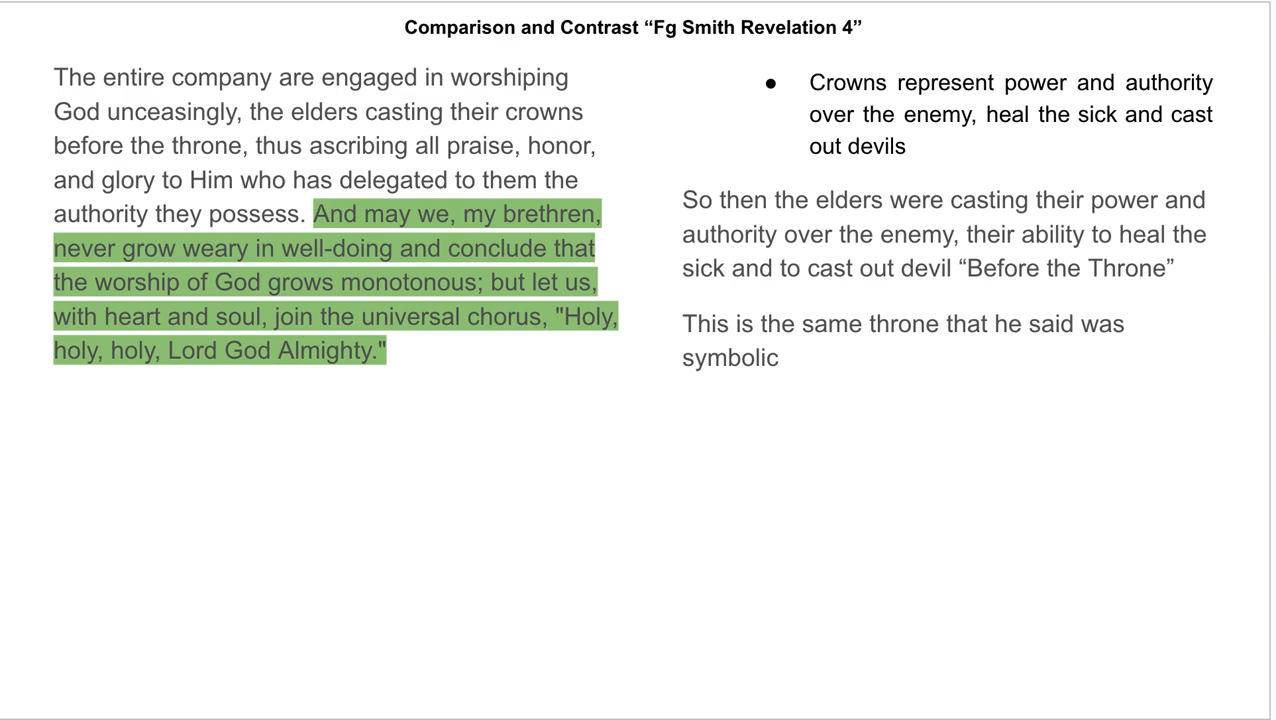 Comparison and Contrast “Fg Smith Revelation 4”
The entire company are engaged in worshiping
God unceasingly, the elders casting their crowns
before the throne, thus ascribing all praise, honor,
and glory to Him who has delegated to them the
authority they possess. And may we, my brethren,
never grow weary in well-doing and conclude that
the worship of God grows monotonous; but let us,
with heart and soul, join the universal chorus, "Holy,
holy, holy, Lord God Almighty."
● Crowns represent power and authority
over the enemy, heal the sick and cast
out devils
So then the elders were casting their power and
authority over the enemy, their ability to heal the
sick and to cast out devil “Before the Throne”
This is the same throne that he said was
symbolic